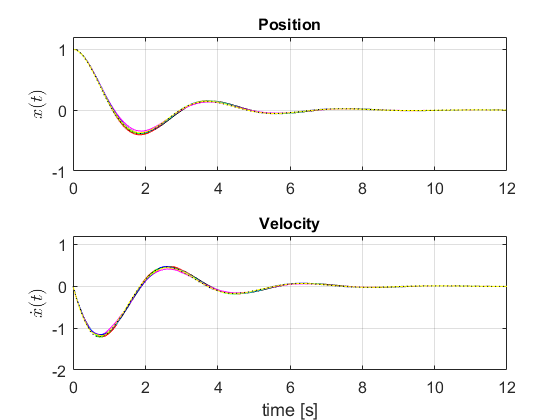 Position
x(t)
1
0
-1
0 2 4 6 8 10 12
Velocity
ẋ(t)
1
0
-1
-2
0 2 4 6 8 10 12
time [s]